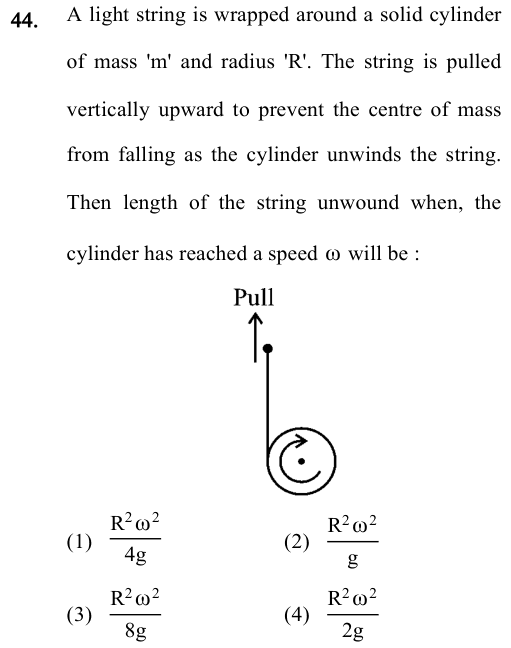 44. A light string is wrapped around a solid cylinder
of mass 'm' and radius 'R'. The string is pulled
vertically upward to prevent the centre of mass
from falling as the cylinder unwinds the string.
Then length of the string unwound when, the
cylinder has reached a speed ω will be :
Pull
(1) R²ω²/4g (2) R²ω²/g
(3) R²ω²/8g (4) R²ω²/2g